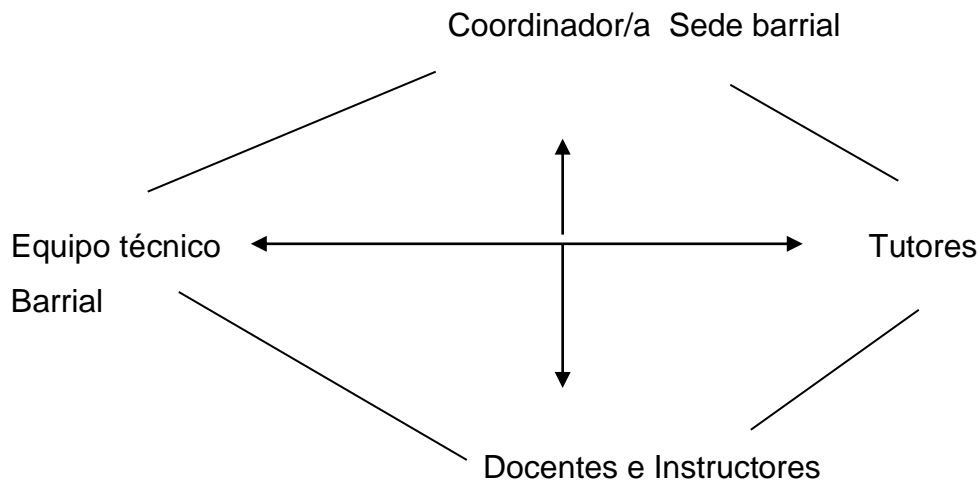 Coordinador/a  Sede barrial
Equipo técnico
Barrial
Tutores
Docentes e Instructores